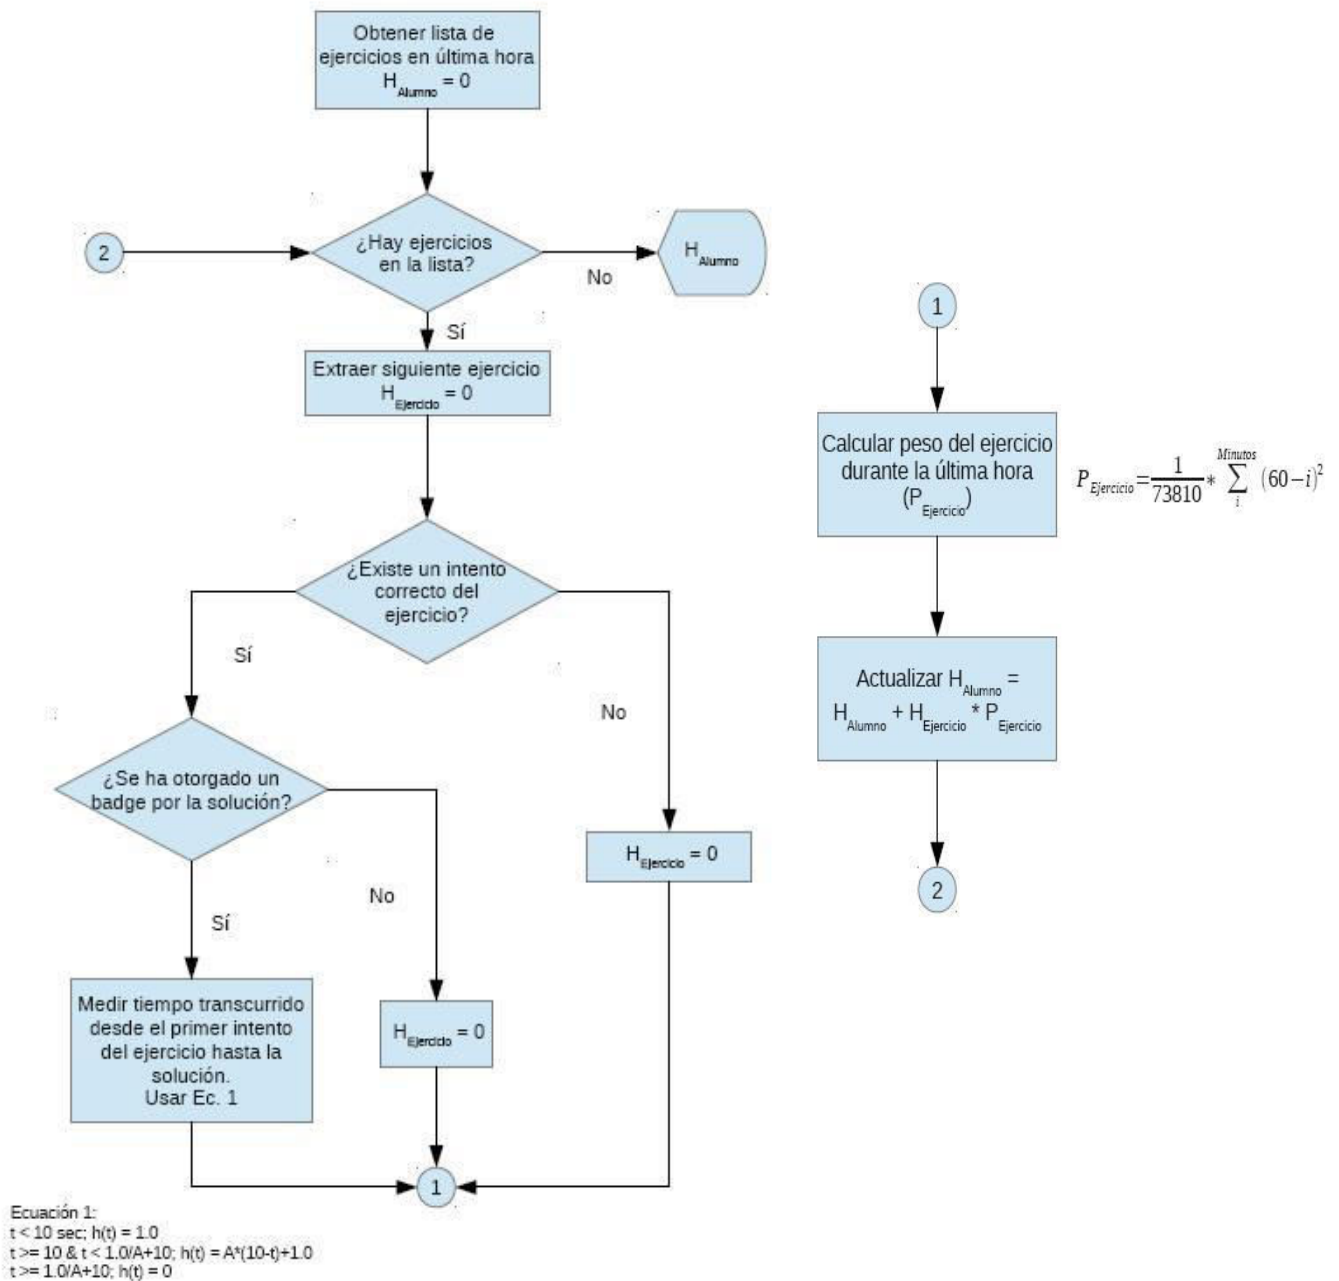 Obtener lista de
ejercicios en última hora
H_Alumno = 0
2
¿Hay ejercicios
en la lista?
No
H_Alumno
Sí
Extraer siguiente ejercicio
H_Ejercicio = 0
¿Existe un intento
correcto del
ejercicio?
Sí
No
¿Se ha otorgado un
badge por la solución?
No
Sí
H_Ejercicio = 0
Medir tiempo transcurrido
desde el primer intento
del ejercicio hasta la
solución.
Usar Ec. 1
H_Ejercicio = 0
1
Ecuación 1:
t < 10 sec; h(t) = 1.0
t >= 10 & t < 1.0/A+10; h(t) = A*(10-t)+1.0
t >= 1.0/A+10; h(t) = 0
1
Calcular peso del ejercicio
durante la última hora
(P_Ejercicio)
P_Ejercicio = 1/73810 * ∑_i^Minutos (60−i)²
Actualizar H_Alumno =
H_Alumno + H_Ejercicio * P_Ejercicio
2